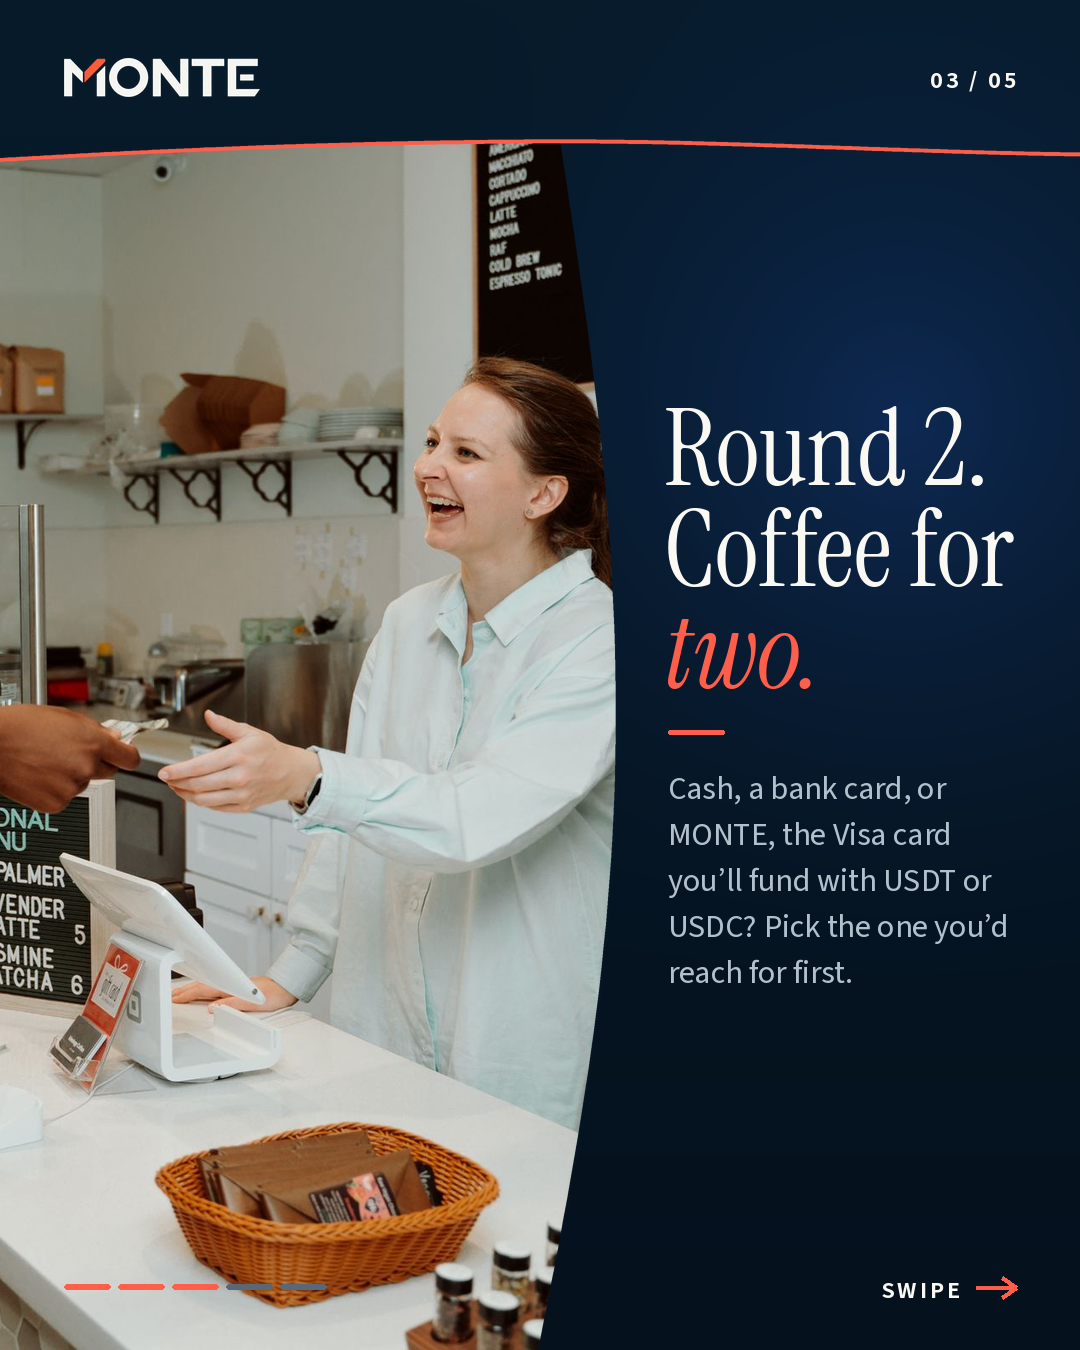 MONTE
03 / 05
MACCHIATO
CORTADO
CAPPUCCINO
LATTE
MOCHA
RAF
COLD BREW
ESPRESSO TONIC
Round 2.
Coffee for
two.
Cash, a bank card, or
MONTE, the Visa card
you’ll fund with USDT or
USDC? Pick the one you’d
reach for first.
PALMER
5
6
gift card
SWIPE